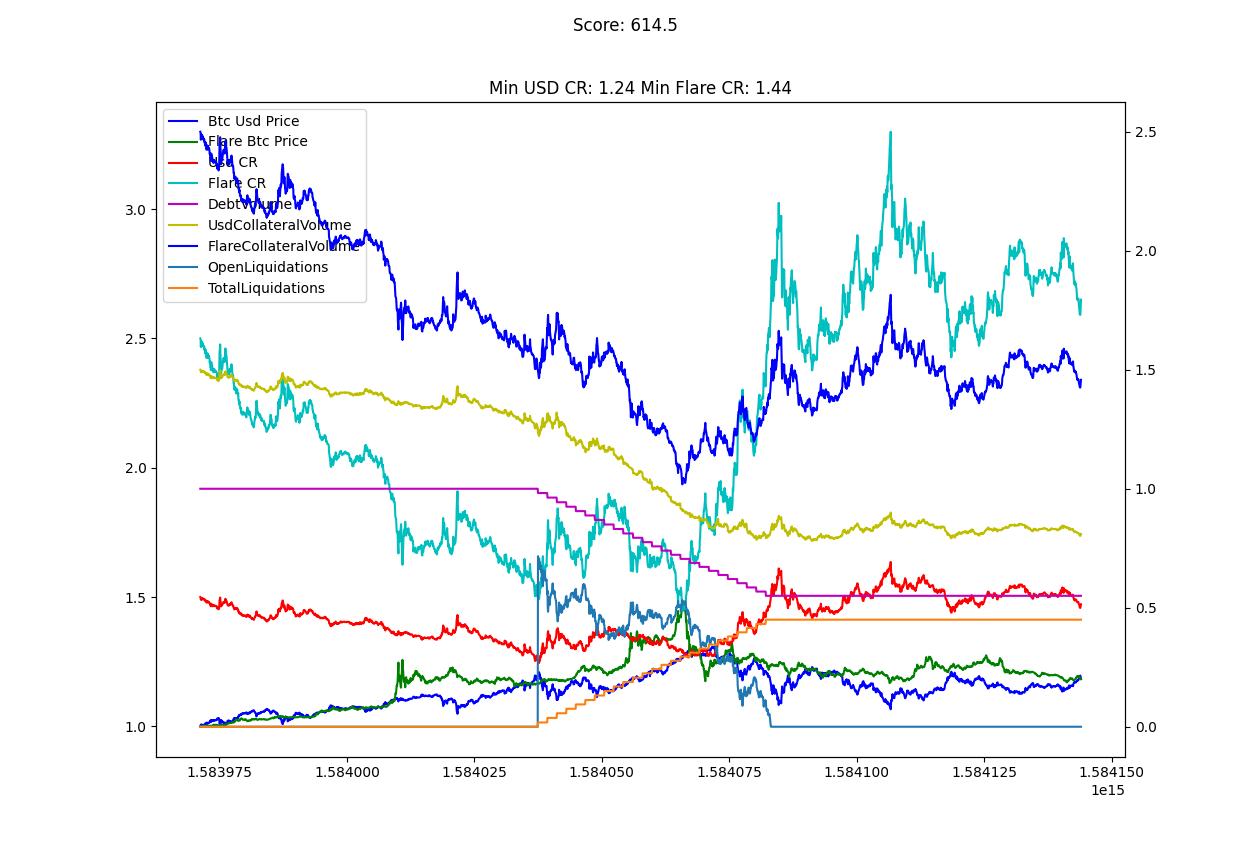 Score: 614.5
Min USD CR: 1.24 Min Flare CR: 1.44
Btc Usd Price
Flare Btc Price
Usd CR
Flare CR
DebtVolume
UsdCollateralVolume
FlareCollateralVolume
OpenLiquidations
TotalLiquidations
3.0
2.5
2.0
1.5
1.0
2.5
2.0
1.5
1.0
0.5
0.0
1.583975 1.584000 1.584025 1.584050 1.584075 1.584100 1.584125 1.584150
1e15